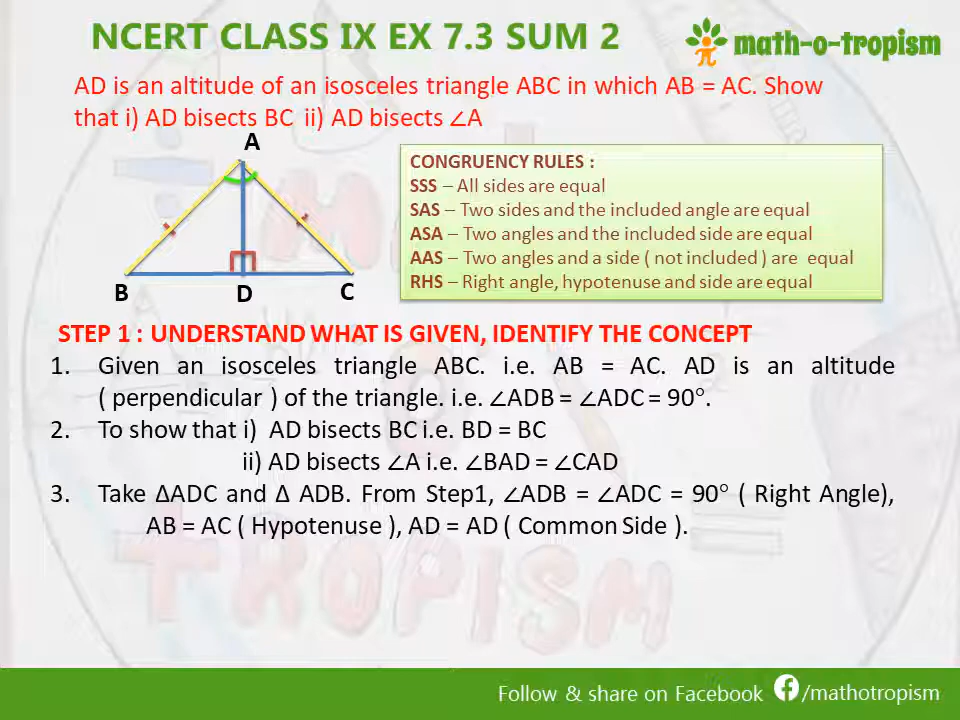 NCERT CLASS IX EX 7.3 SUM 2
math-o-tropism
AD is an altitude of an isosceles triangle ABC in which AB = AC. Show
that i) AD bisects BC ii) AD bisects ∠A
A
B
D
C
CONGRUENCY RULES :
SSS – All sides are equal
SAS – Two sides and the included angle are equal
ASA – Two angles and the included side are equal
AAS – Two angles and a side ( not included ) are equal
RHS – Right angle, hypotenuse and side are equal
STEP 1 : UNDERSTAND WHAT IS GIVEN, IDENTIFY THE CONCEPT
1. Given an isosceles triangle ABC. i.e. AB = AC. AD is an altitude
( perpendicular ) of the triangle. i.e. ∠ADB = ∠ADC = 90°.
2. To show that i) AD bisects BC i.e. BD = BC
ii) AD bisects ∠A i.e. ∠BAD = ∠CAD
3. Take ∆ADC and ∆ ADB. From Step1, ∠ADB = ∠ADC = 90° ( Right Angle),
AB = AC ( Hypotenuse ), AD = AD ( Common Side ).
TROPISM
Follow & share on Facebook /mathotropism